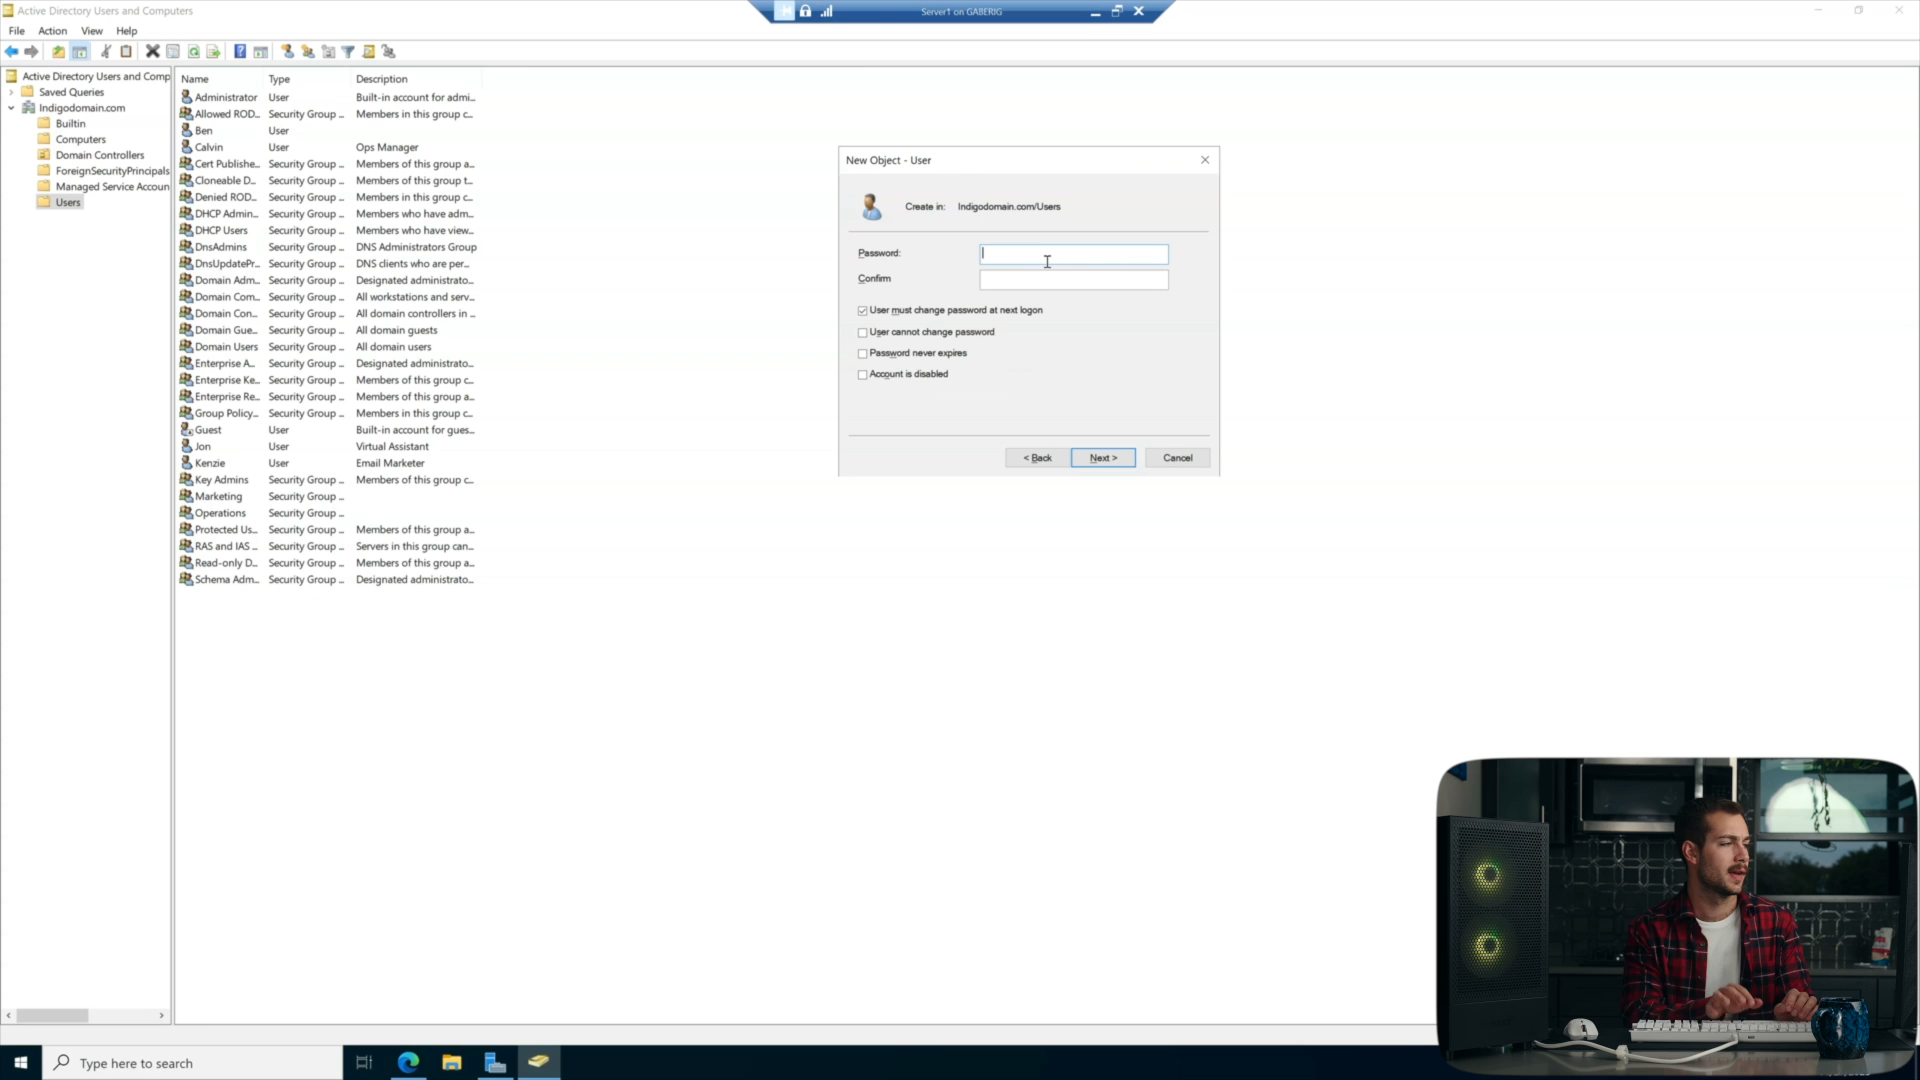 Active Directory Users and Computers
Server1 on GABERIG
File Action View Help
Active Directory Users and Comp
Saved Queries
Indigodomain.com
Builtin
Computers
Domain Controllers
ForeignSecurityPrincipals
Managed Service Accoun
Users
Name Type Description
Administrator User Built-in account for admi...
Allowed ROD... Security Group ... Members in this group c...
Ben User
Calvin User Ops Manager
Cert Publishe... Security Group ... Members of this group a...
Cloneable D... Security Group ... Members of this group t...
Denied ROD... Security Group ... Members in this group c...
DHCP Admin... Security Group ... Members who have adm...
DHCP Users Security Group ... Members who have view...
DnsAdmins Security Group ... DNS Administrators Group
DnsUpdatePr... Security Group ... DNS clients who are per...
Domain Adm... Security Group ... Designated administrato...
Domain Com... Security Group ... All workstations and serv...
Domain Con... Security Group ... All domain controllers in ...
Domain Gue... Security Group ... All domain guests
Domain Users Security Group ... All domain users
Enterprise A... Security Group ... Designated administrato...
Enterprise Ke... Security Group ... Members of this group c...
Enterprise Re... Security Group ... Members of this group a...
Group Policy... Security Group ... Members in this group c...
Guest User Built-in account for gues...
Jon User Virtual Assistant
Kenzie User Email Marketer
Key Admins Security Group ... Members of this group c...
Marketing Security Group ...
Operations Security Group ...
Protected Us... Security Group ... Members of this group a...
RAS and IAS ... Security Group ... Servers in this group can...
Read-only D... Security Group ... Members of this group a...
Schema Adm... Security Group ... Designated administrato...
New Object - User
Create in: Indigodomain.com/Users
Password:
Confirm
User must change password at next logon
User cannot change password
Password never expires
Account is disabled
< Back Next > Cancel
Type here to search